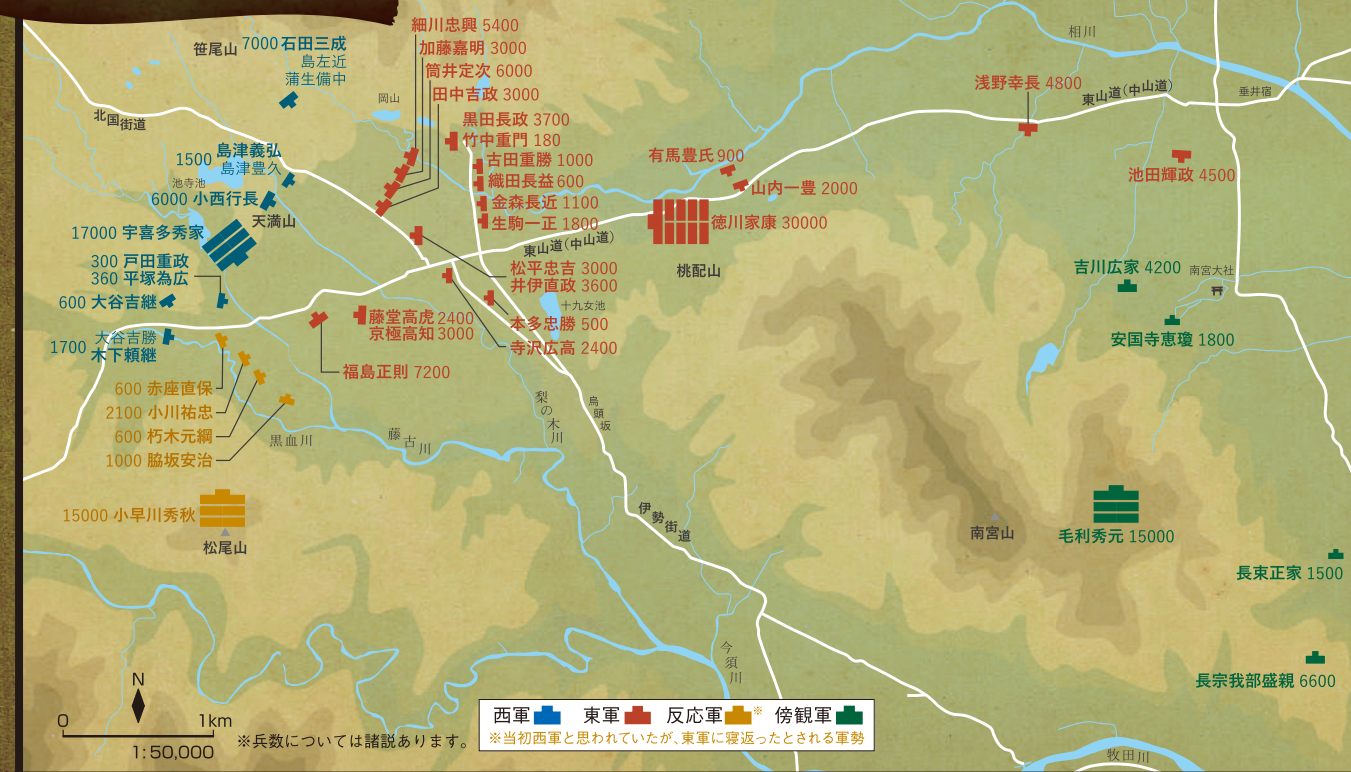 細川忠興 5400
加藤嘉明 3000
筒井定次 6000
田中吉政 3000
笹尾山
7000 石田三成
島左近
蒲生備中
岡山
北国街道
黒田長政 3700
竹中重門 180
古田重勝 1000
織田長益 600
金森長近 1100
生駒一正 1800
相川
浅野幸長 4800
東山道(中山道)
垂井宿
池田輝政 4500
有馬豊氏 900
山内一豊 2000
徳川家康 30000
桃配山
1500 島津義弘
島津豊久
池寺池
6000 小西行長
天満山
17000 宇喜多秀家
300 戸田重政
360 平塚為広
600 大谷吉継
大谷吉勝
1700 木下頼継
東山道(中山道)
松平忠吉 3000
井伊直政 3600
十九女池
本多忠勝 500
寺沢広高 2400
藤堂高虎 2400
京極高知 3000
福島正則 7200
吉川広家 4200
南宮大社
安国寺恵瓊 1800
600 赤座直保
2100 小川祐忠
600 朽木元綱
1000 脇坂安治
黒血川
藤古川
梨の木川
烏頭坂
15000 小早川秀秋
松尾山
伊勢街道
南宮山
毛利秀元 15000
長束正家 1500
長宗我部盛親 6600
今須川
牧田川
N
0 1km
1:50,000
※兵数については諸説あります。
西軍 東軍 反応軍※ 傍観軍
※当初西軍と思われていたが、東軍に寝返ったとされる軍勢